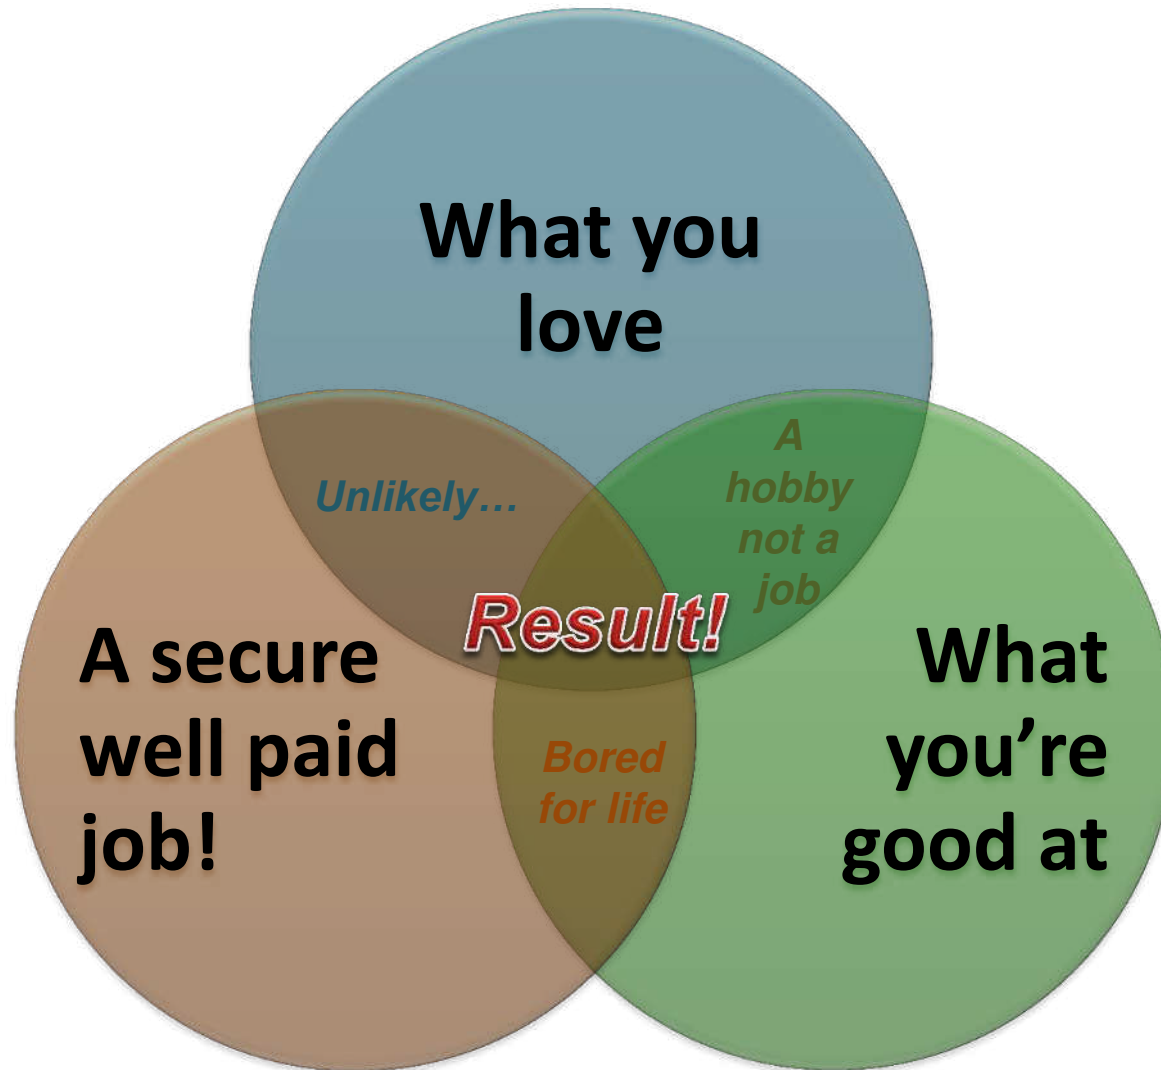 What you
love
Unlikely…
A
hobby
not a
job
Result!
A secure
well paid
job!
What
you’re
good at
Bored
for life